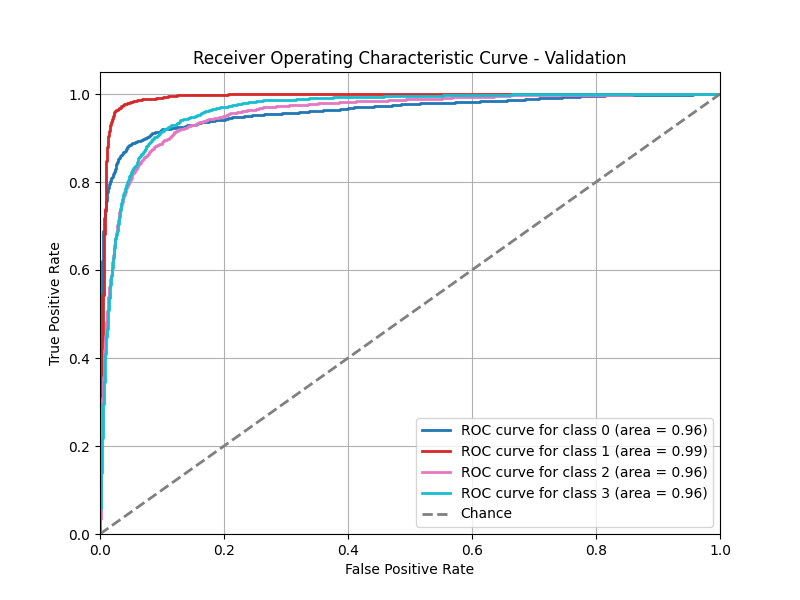 Receiver Operating Characteristic Curve - Validation
True Positive Rate
1.0
0.8
0.6
0.4
0.2
0.0
ROC curve for class 0 (area = 0.96)
ROC curve for class 1 (area = 0.99)
ROC curve for class 2 (area = 0.96)
ROC curve for class 3 (area = 0.96)
Chance
0.0 0.2 0.4 0.6 0.8 1.0
False Positive Rate